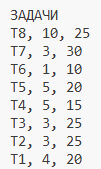 ЗАДАЧИ
T8, 10, 25
T7, 3, 30
T6, 1, 10
T5, 5, 20
T4, 5, 15
T3, 3, 25
T2, 3, 25
T1, 4, 20